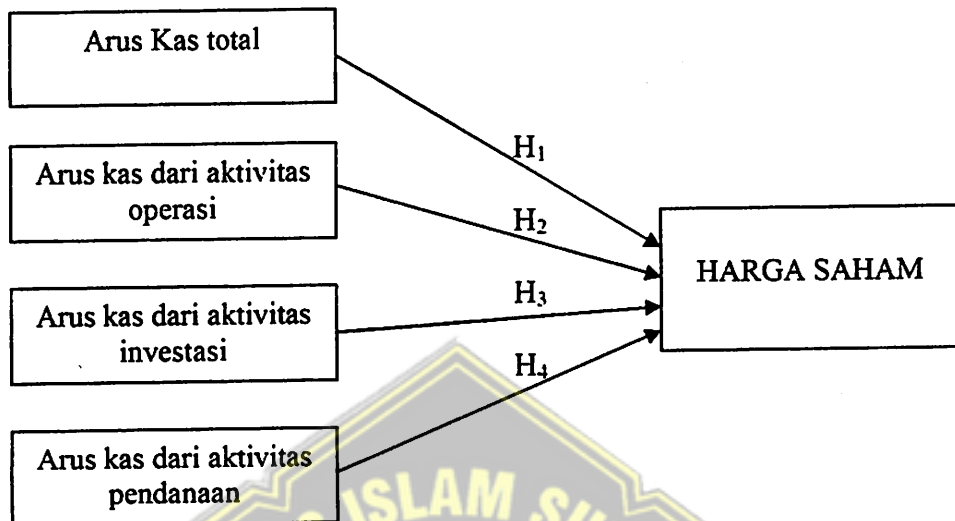 Arus Kas total
Arus kas dari aktivitas
operasi
Arus kas dari aktivitas
investasi
Arus kas dari aktivitas
pendanaan
H₁
H₂
H₃
H₄
HARGA SAHAM
ISLAM